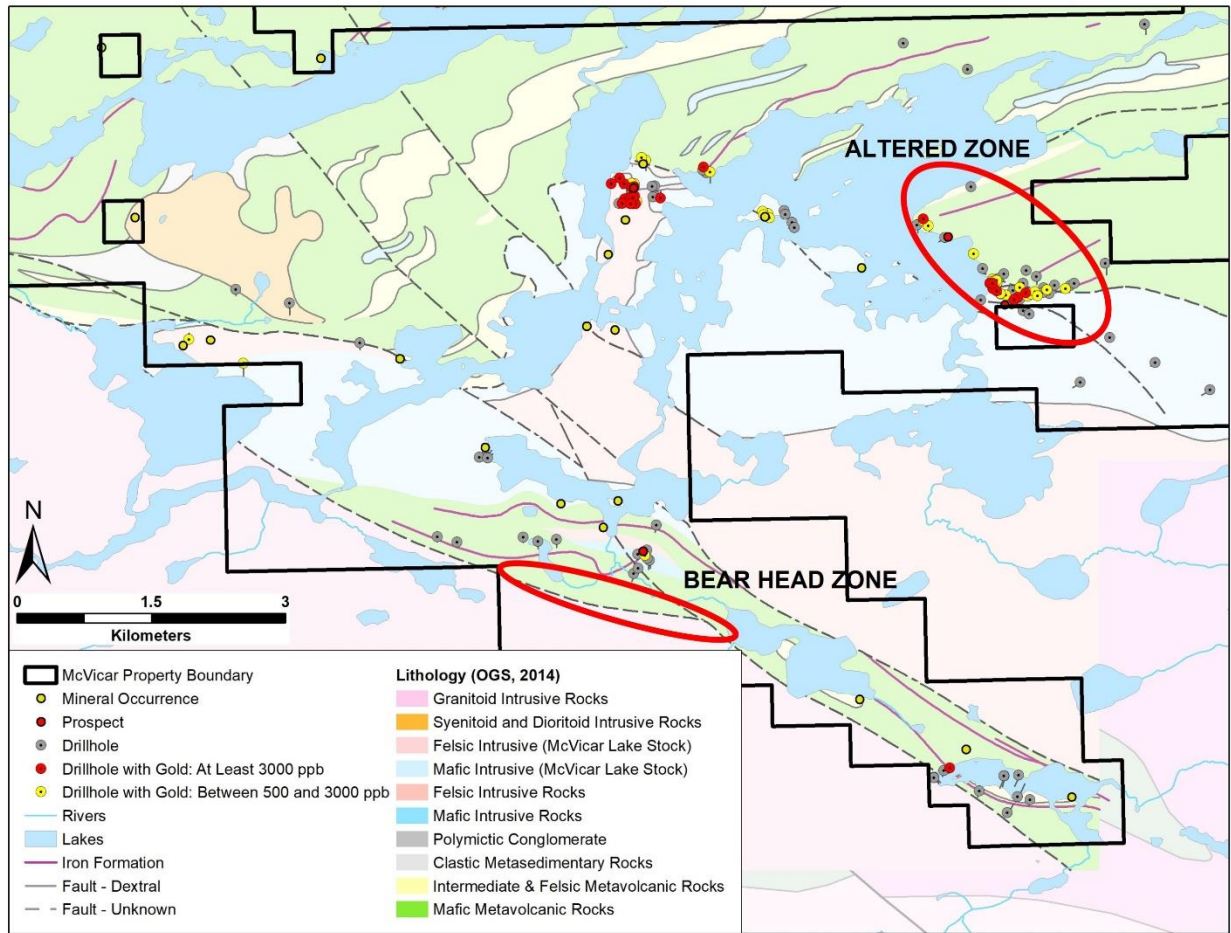 ALTERED ZONE
BEAR HEAD ZONE
N
0 1.5 3
Kilometers
McVicar Property Boundary
Mineral Occurrence
Prospect
Drillhole
Drillhole with Gold: At Least 3000 ppb
Drillhole with Gold: Between 500 and 3000 ppb
Rivers
Lakes
Iron Formation
Fault - Dextral
Fault - Unknown
Lithology (OGS, 2014)
Granitoid Intrusive Rocks
Syenitoid and Dioritoid Intrusive Rocks
Felsic Intrusive (McVicar Lake Stock)
Mafic Intrusive (McVicar Lake Stock)
Felsic Intrusive Rocks
Mafic Intrusive Rocks
Polymictic Conglomerate
Clastic Metasedimentary Rocks
Intermediate & Felsic Metavolcanic Rocks
Mafic Metavolcanic Rocks